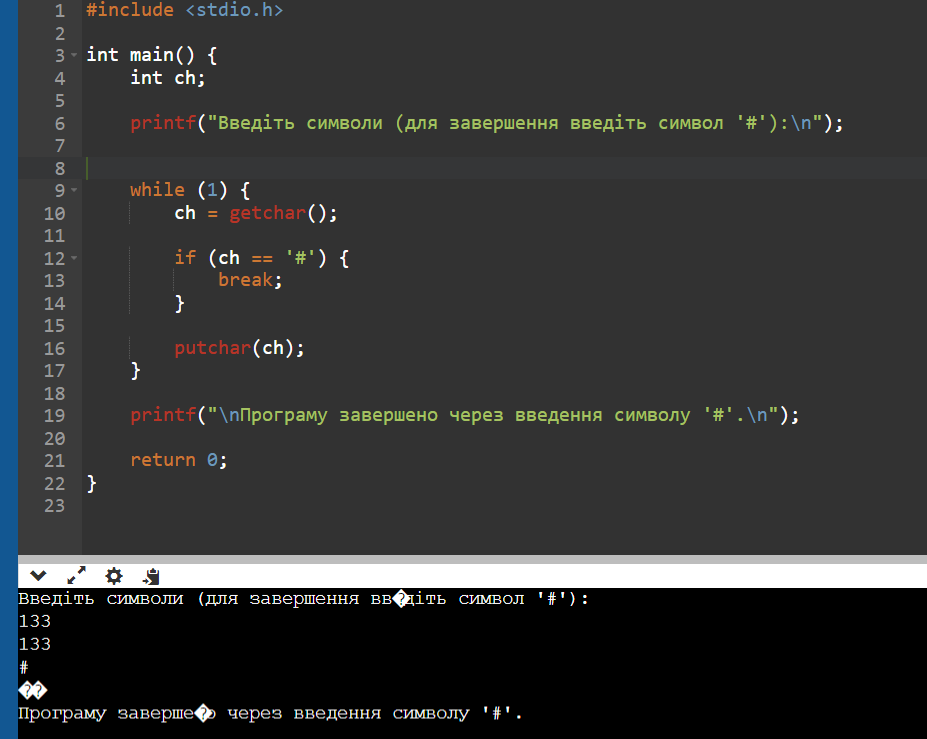 1 #include <stdio.h>
2
3 int main() {
4     int ch;
5
6     printf("Введіть символи (для завершення введіть символ '#'):\n");
7
8
9     while (1) {
10         ch = getchar();
11
12         if (ch == '#') {
13             break;
14         }
15
16         putchar(ch);
17     }
18
19     printf("\nПрограму завершено через введення символу '#'.\n");
20
21     return 0;
22 }
23
Введіть символи (для завершення вв�діть символ '#'):
133
133
#
��
Програму заверше�о через введення символу '#'.